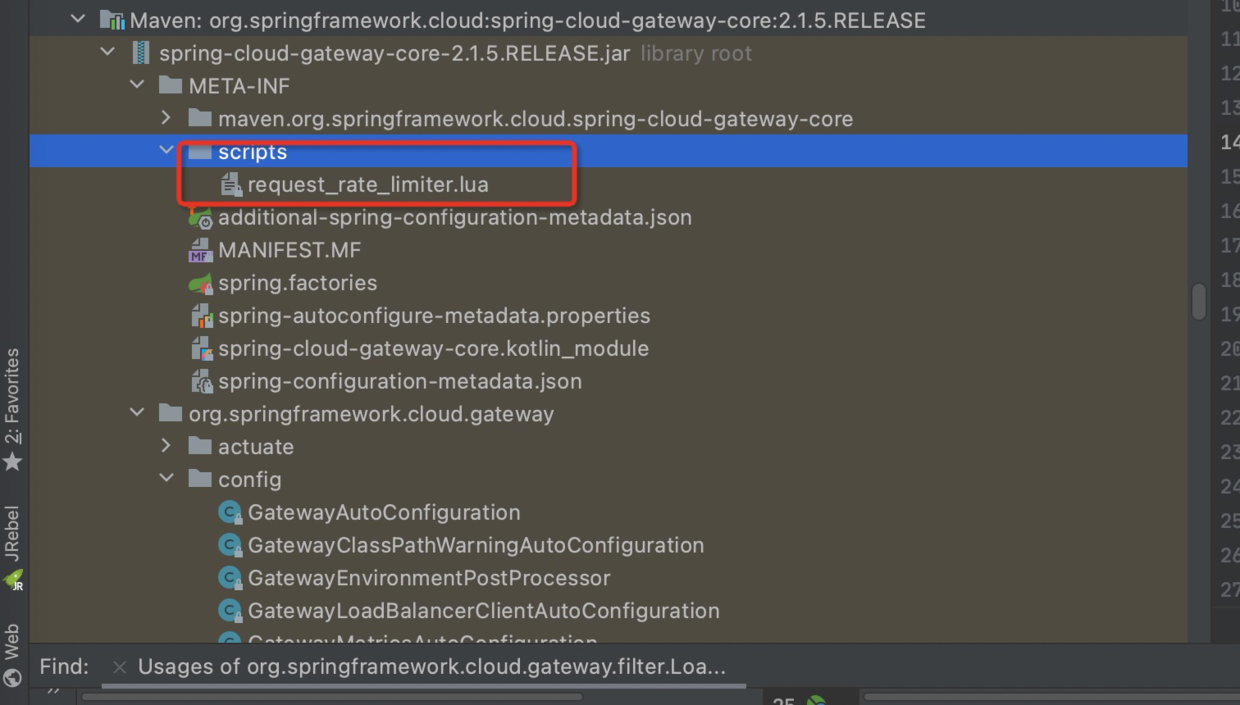 Maven: org.springframework.cloud:spring-cloud-gateway-core:2.1.5.RELEASE
spring-cloud-gateway-core-2.1.5.RELEASE.jar library root
META-INF
maven.org.springframework.cloud.spring-cloud-gateway-core
scripts
request_rate_limiter.lua
additional-spring-configuration-metadata.json
MF MANIFEST.MF
spring.factories
spring-autoconfigure-metadata.properties
spring-cloud-gateway-core.kotlin_module
spring-configuration-metadata.json
org.springframework.cloud.gateway
actuate
config
C GatewayAutoConfiguration
C GatewayClassPathWarningAutoConfiguration
C GatewayEnvironmentPostProcessor
C GatewayLoadBalancerClientAutoConfiguration
GatewayMetricsAutoConfiguration
2: Favorites
JRebel
JR
Web
10
11
12
13
14
15
16
17
18
19
20
21
22
23
24
25
26
27
Find: × Usages of org.springframework.cloud.gateway.filter.Loa...
»
25